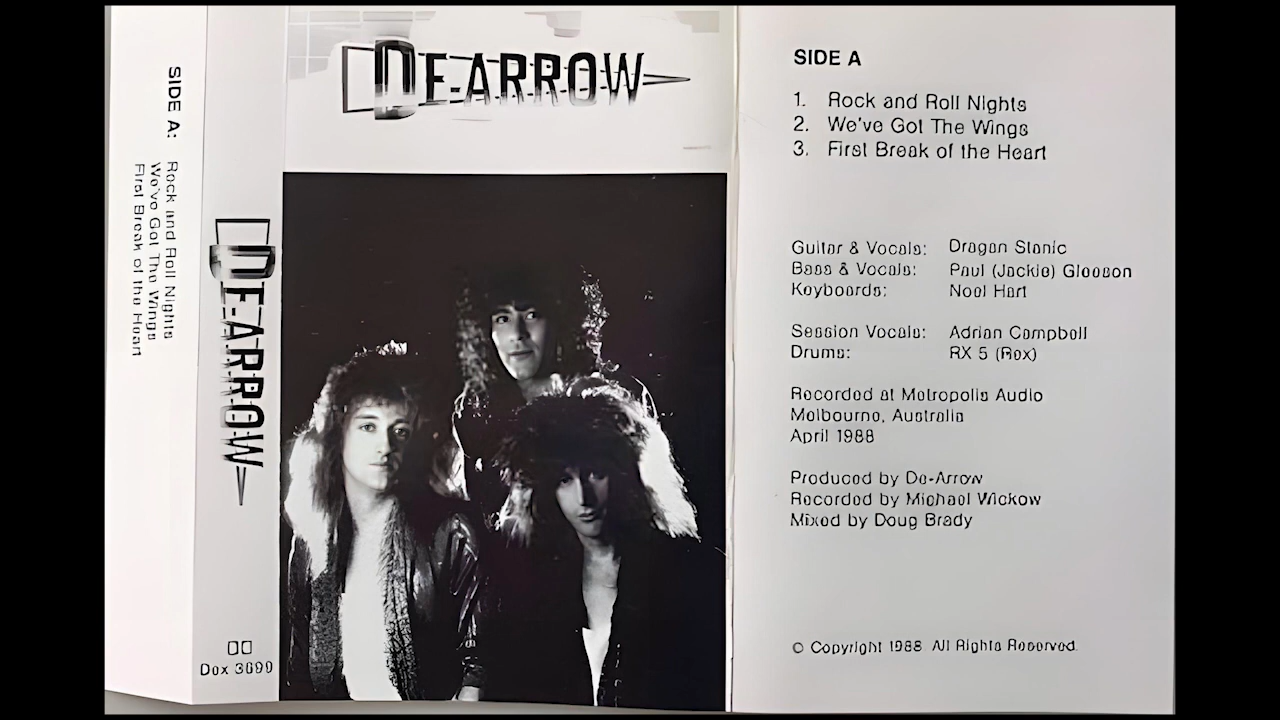 SIDE A:
Rock and Roll Nights
We've Got The Wings
First Break of the Heart
DE-ARROW
Dex 3099
DE-ARROW
SIDE A
1. Rock and Roll Nights
2. We've Got The Wings
3. First Break of the Heart
Guitar & Vocals: Dragan Stanic
Bass & Vocals: Paul (Jackie) Gleeson
Keyboards: Noel Hart
Session Vocals: Adrian Campbell
Drums: RX 5 (Rex)
Recorded at Metropolis Audio
Melbourne, Australia
April 1988
Produced by De-Arrow
Recorded by Michael Wickow
Mixed by Doug Brady
© Copyright 1988 All Rights Reserved.